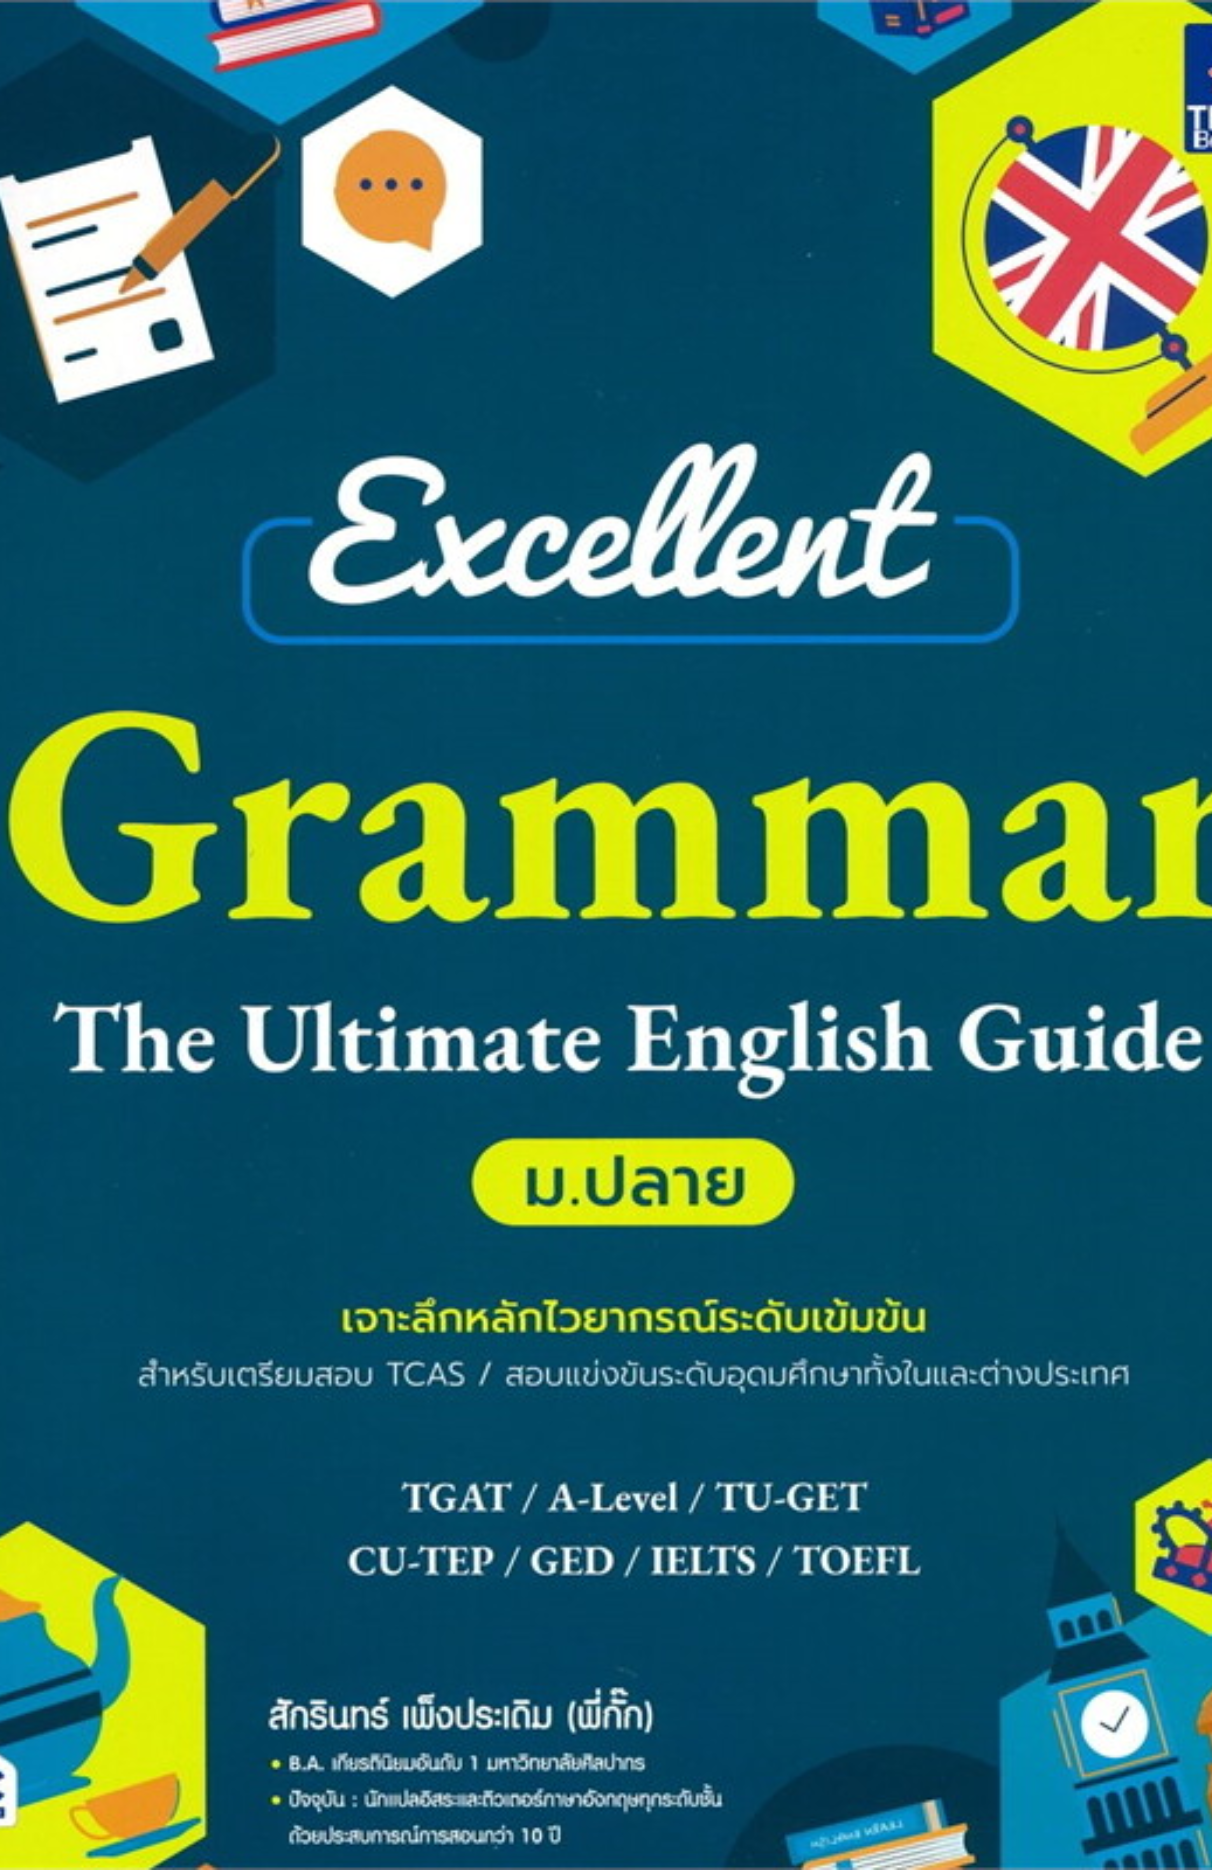 Excellent
Grammar
The Ultimate English Guide
ม.ปลาย
เจาะลึกหลักไวยากรณ์ระดับเข้มข้น
สำหรับเตรียมสอบ TCAS / สอบแข่งขันระดับอุดมศึกษาทั้งในและต่างประเทศ
TGAT / A-Level / TU-GET
CU-TEP / GED / IELTS / TOEFL
สักรินทร์ เพ็งประเดิม (พี่กั๊ก)
• B.A. เกียรตินิยมอันดับ 1 มหาวิทยาลัยศิลปากร
• ปัจจุบัน : นักแปลอิสระและติวเตอร์ภาษาอังกฤษทุกระดับชั้น
ด้วยประสบการณ์การสอนกว่า 10 ปี